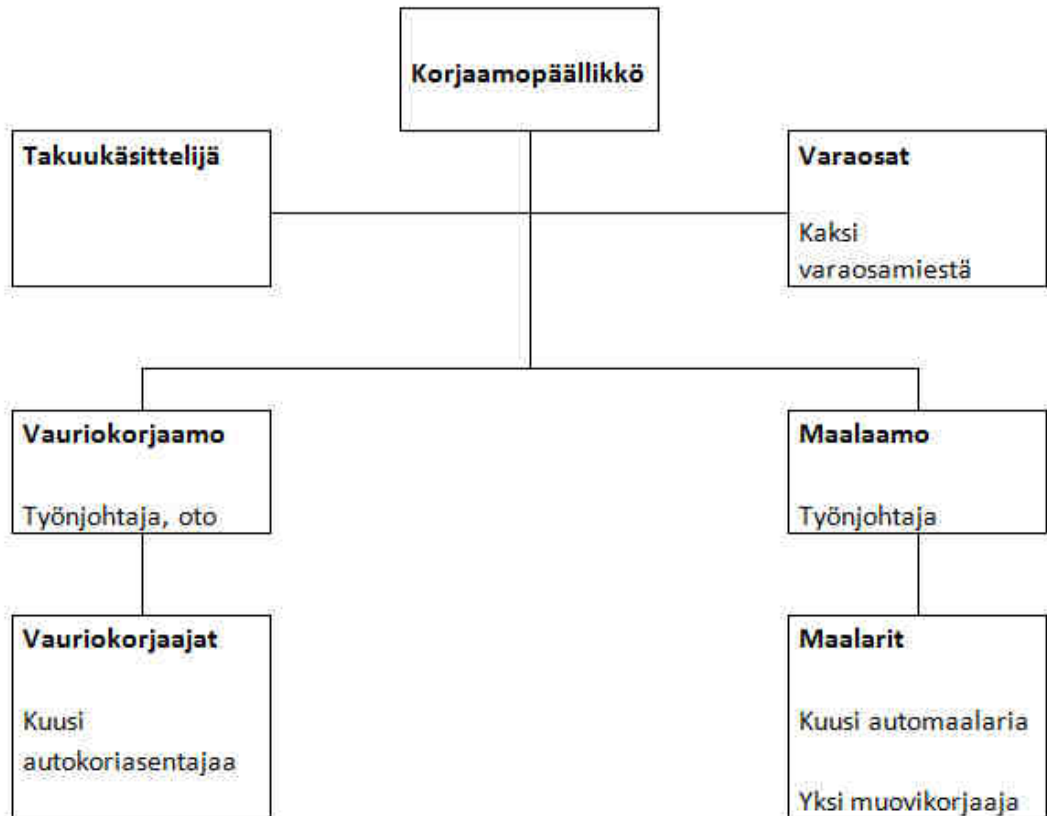 Korjaamopäällikkö
Takuukäsittelijä
Varaosat
Kaksi
varaosamiestä
Vauriokorjaamo
Työnjohtaja, oto
Maalaamo
Työnjohtaja
Vauriokorjaajat
Kuusi
autokoriasentajaa
Maalarit
Kuusi automaalaria
Yksi muovikorjaaja